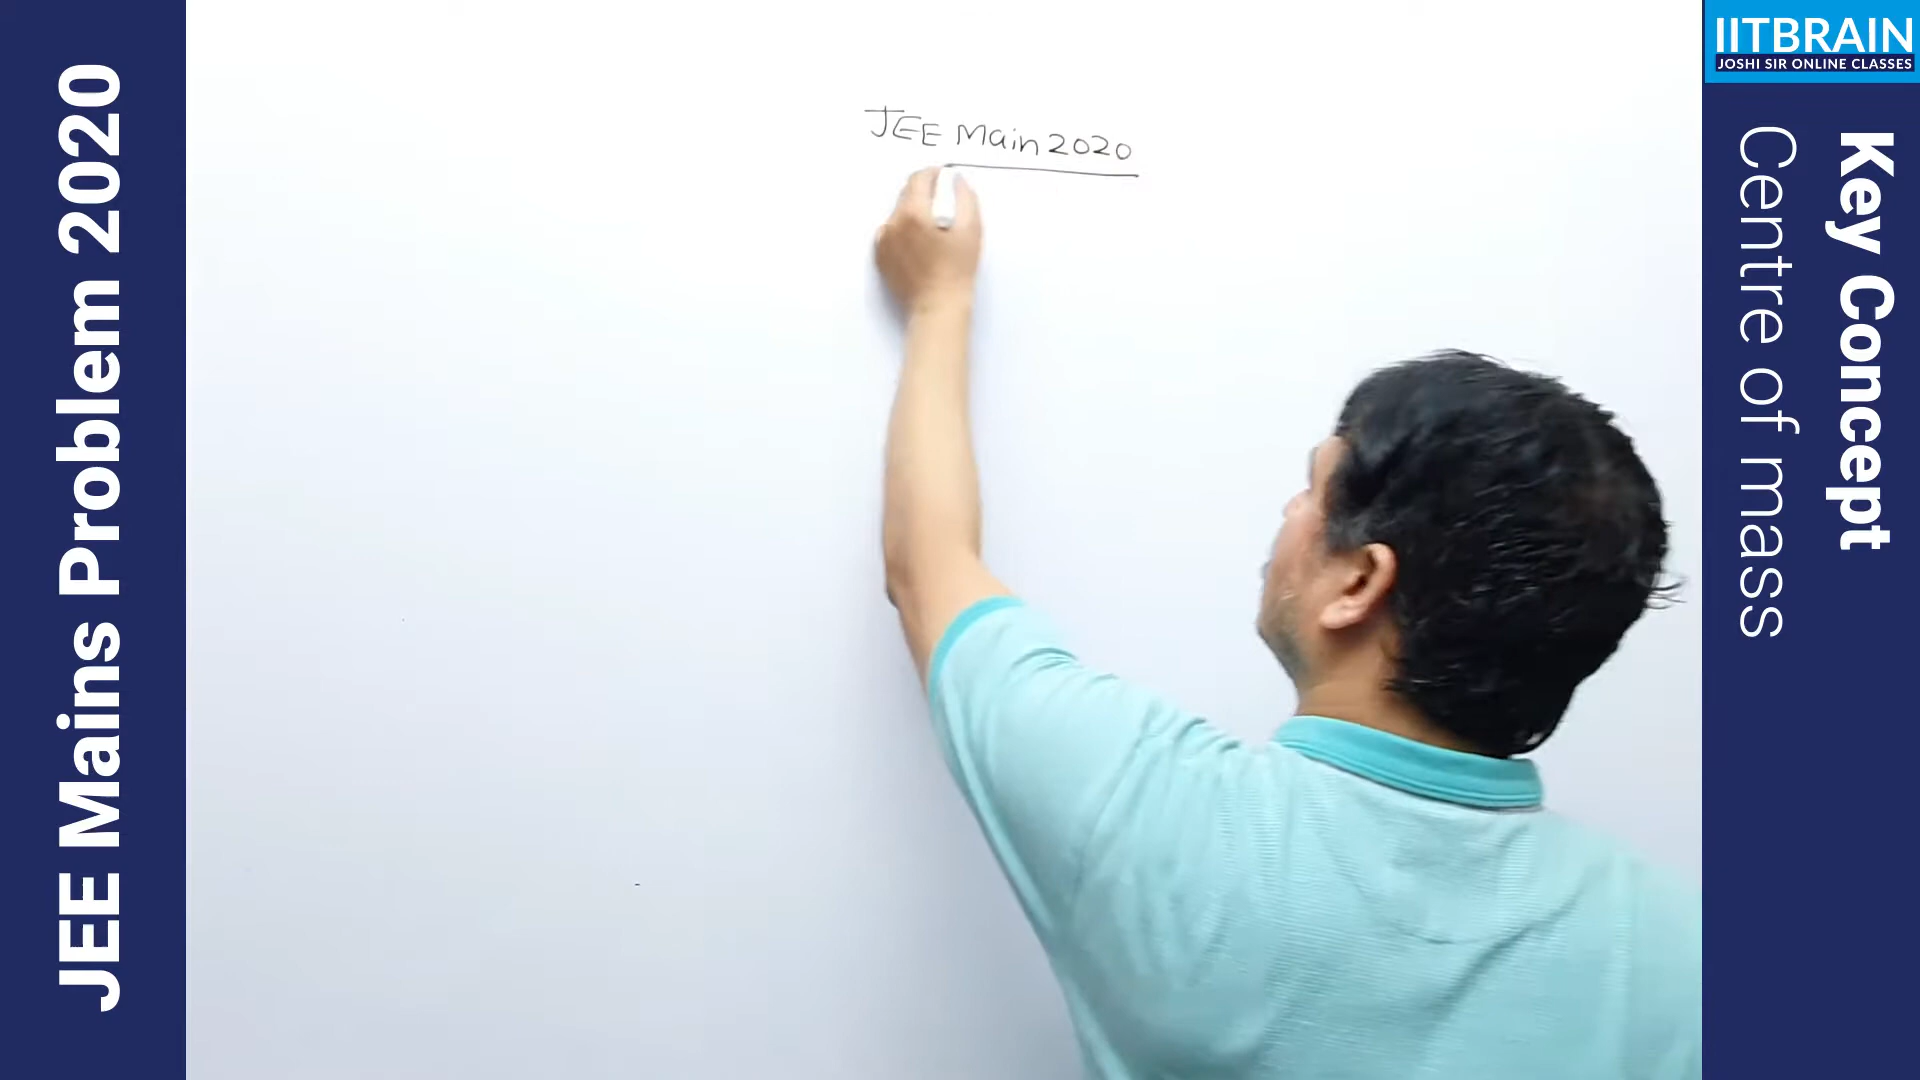 JEE Mains Problem 2020
JEE Main 2020
IITBRAIN
JOSHI SIR ONLINE CLASSES
Key Concept
Centre of mass